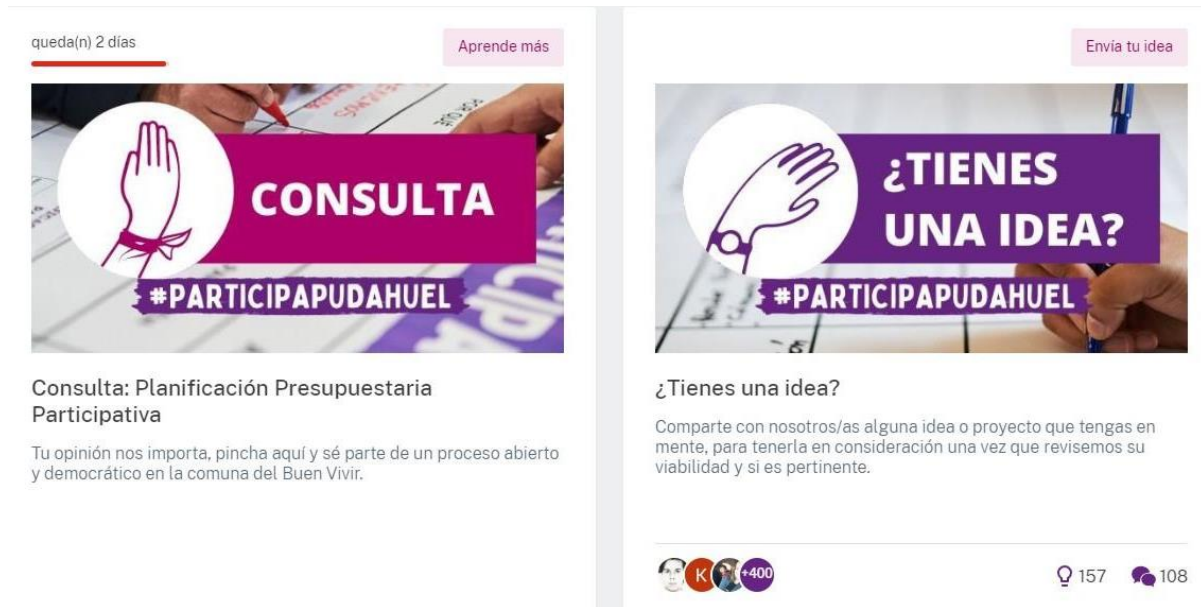 queda(n) 2 días
Aprende más
CONSULTA
#PARTICIPAPUDAHUEL
Consulta: Planificación Presupuestaria
Participativa
Tu opinión nos importa, pincha aquí y sé parte de un proceso abierto
y democrático en la comuna del Buen Vivir.
Envía tu idea
¿TIENES
UNA IDEA?
#PARTICIPAPUDAHUEL
¿Tienes una idea?
Comparte con nosotros/as alguna idea o proyecto que tengas en
mente, para tenerla en consideración una vez que revisemos su
viabilidad y si es pertinente.
K
+400
157
108